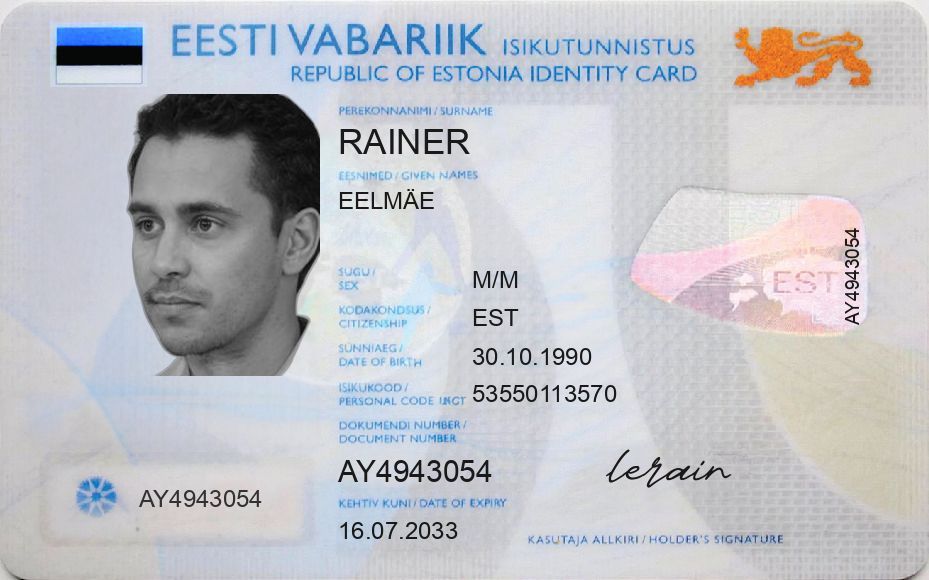 EESTI VABARIIK ISIKUTUNNISTUS
REPUBLIC OF ESTONIA IDENTITY CARD
PEREKONNANIMI / SURNAME
RAINER
EESNIMED / GIVEN NAMES
EELMÄE
SUGU /
SEX
M/M
KODAKONDSUS /
CITIZENSHIP
EST
SÜNNIAEG /
DATE OF BIRTH
30.10.1990
ISIKUKOOD /
PERSONAL CODE
53550113570
DOKUMENDI NUMBER /
DOCUMENT NUMBER
AY4943054
KEHTIV KUNI / DATE OF EXPIRY
16.07.2033
AY4943054
EST
AY4943054
lerain
KASUTAJA ALLKIRI / HOLDER'S SIGNATURE